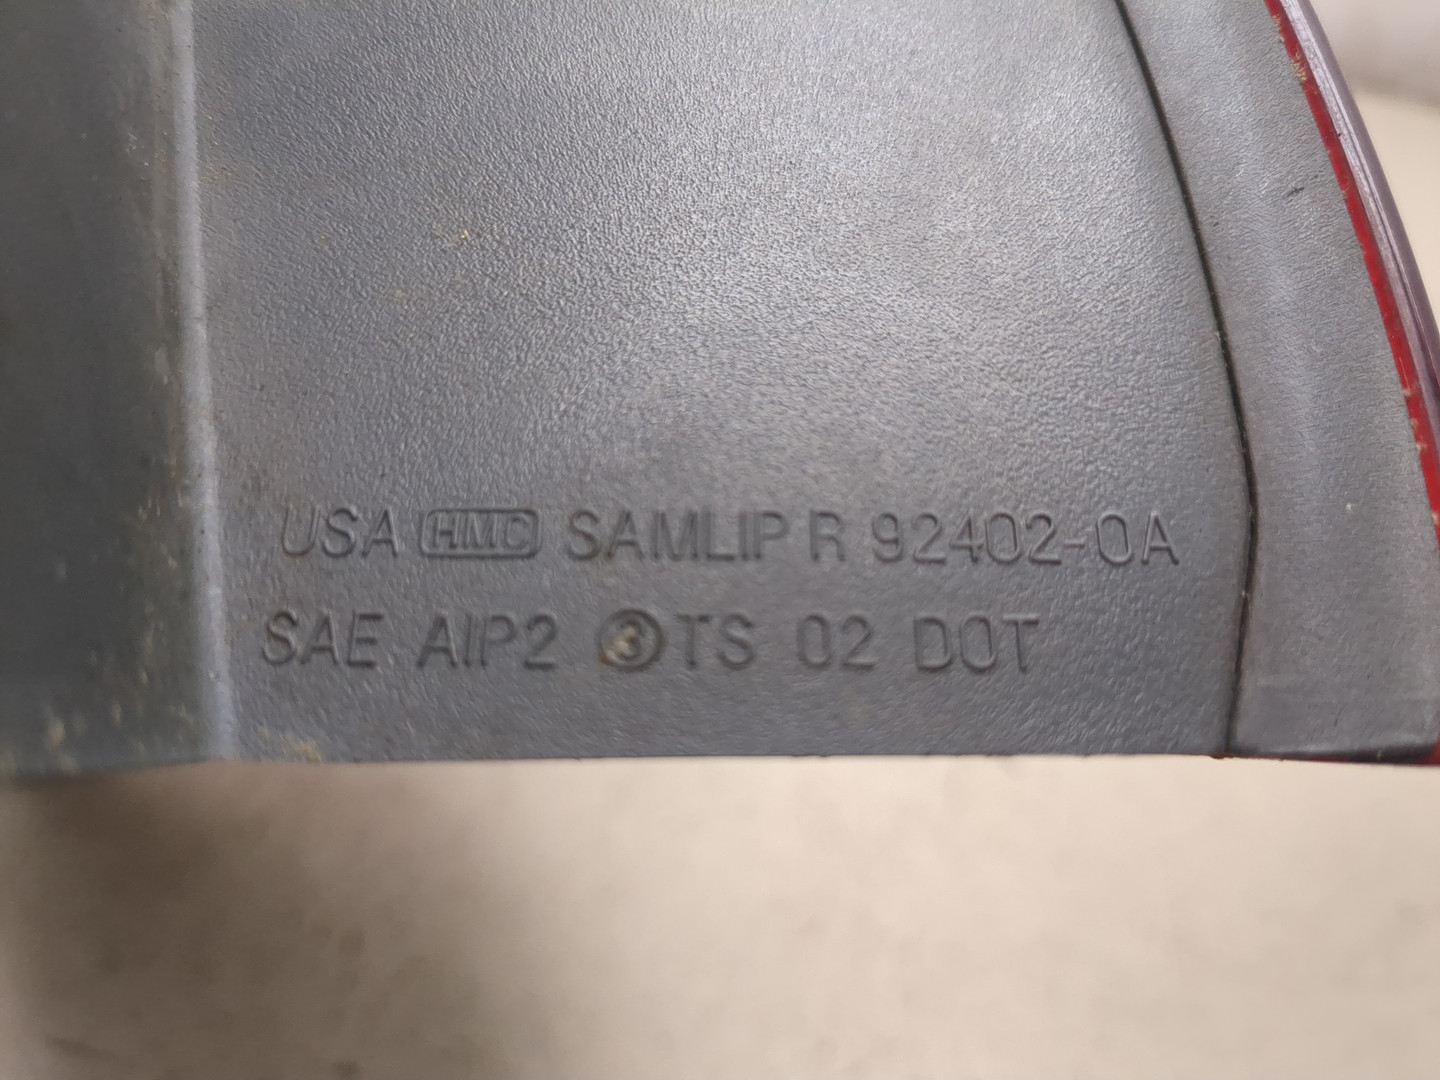 USA HMC SAMLIP R 92402-0A
SAE AIP2 ③ TS 02 DOT